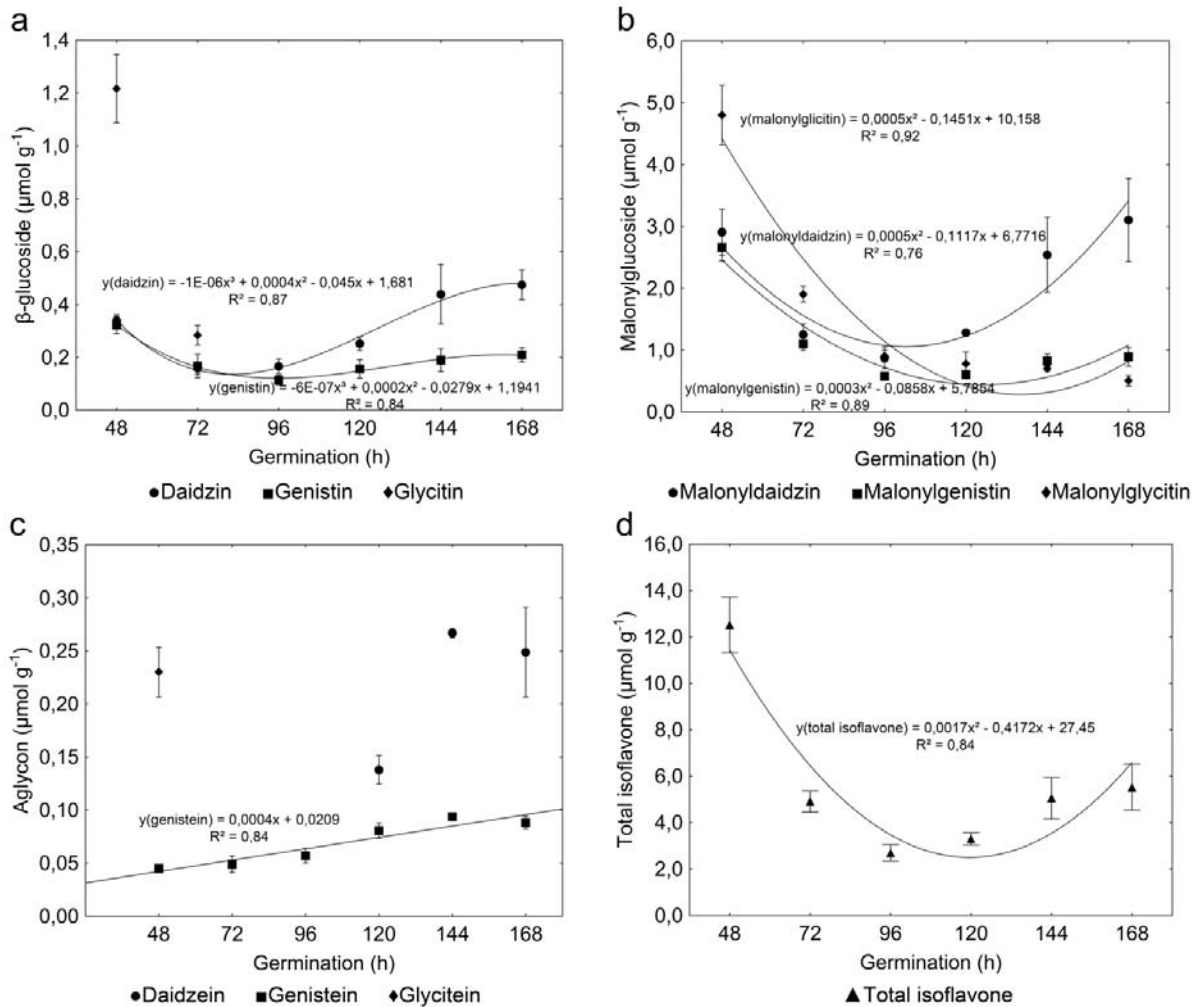 a
1,4
1,2
1,0
0,8
0,6
0,4
0,2
0,0
β-glucoside (µmol g⁻¹)
y(daidzin) = -1E-06x³ + 0,0004x² - 0,045x + 1,681
R² = 0,87
y(genistin) = -6E-07x³ + 0,0002x² - 0,0279x + 1,1941
R² = 0,84
48 72 96 120 144 168
Germination (h)
●Daidzin ■Genistin ◆Glycitin
b
6,0
5,0
4,0
3,0
2,0
1,0
0,0
Malonylglucoside (µmol g⁻¹)
y(malonylglicitin) = 0,0005x² - 0,1451x + 10,158
R² = 0,92
y(malonyldaidzin) = 0,0005x² - 0,1117x + 6,7716
R² = 0,76
y(malonylgenistin) = 0,0003x² - 0,0858x + 5,7854
R² = 0,89
48 72 96 120 144 168
Germination (h)
●Malonyldaidzin ■Malonylgenistin ◆Malonylglycitin
c
0,35
0,30
0,25
0,20
0,15
0,10
0,05
0,00
Aglycon (µmol g⁻¹)
y(genistein) = 0,0004x + 0,0209
R² = 0,84
48 72 96 120 144 168
Germination (h)
●Daidzein ■Genistein ◆Glycitein
d
16,0
14,0
12,0
10,0
8,0
6,0
4,0
2,0
0,0
Total isoflavone (µmol g⁻¹)
y(total isoflavone) = 0,0017x² - 0,4172x + 27,45
R² = 0,84
48 72 96 120 144 168
Germination (h)
▲Total isoflavone